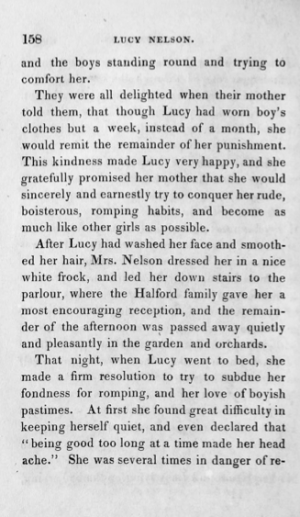 158 LUCY NELSON.
and the boys standing round and trying to
comfort her.
They were all delighted when their mother
told them, that though Lucy had worn boy's
clothes but a week, instead of a month, she
would remit the remainder of her punishment.
This kindness made Lucy very happy, and she
gratefully promised her mother that she would
sincerely and earnestly try to conquer her rude,
boisterous, romping habits, and become as
much like other girls as possible.
After Lucy had washed her face and smooth-
ed her hair, Mrs. Nelson dressed her in a nice
white frock, and led her down stairs to the
parlour, where the Halford family gave her a
most encouraging reception, and the remain-
der of the afternoon was passed away quietly
and pleasantly in the garden and orchards.
That night, when Lucy went to bed, she
made a firm resolution to try to subdue her
fondness for romping, and her love of boyish
pastimes. At first she found great difficulty in
keeping herself quiet, and even declared that
"being good too long at a time made her head
ache." She was several times in danger of re-